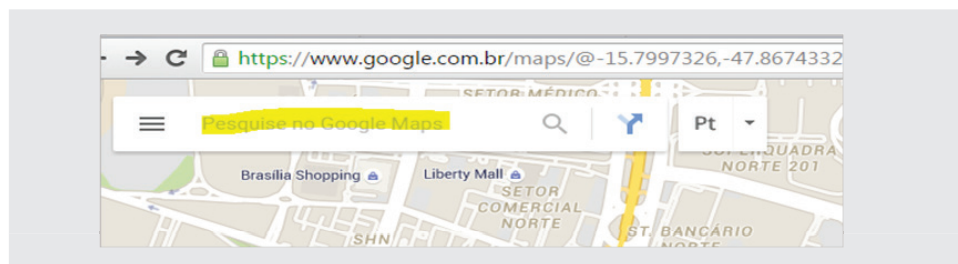 https://www.google.com.br/maps/@-15.7997326,-47.8674332
SETOR MÉDICO
Pesquise no Google Maps
Pt
SUPERQUADRA
NORTE 201
Brasília Shopping
Liberty Mall
SETOR
COMERCIAL
NORTE
SHN
ST. BANCÁRIO
NORTE